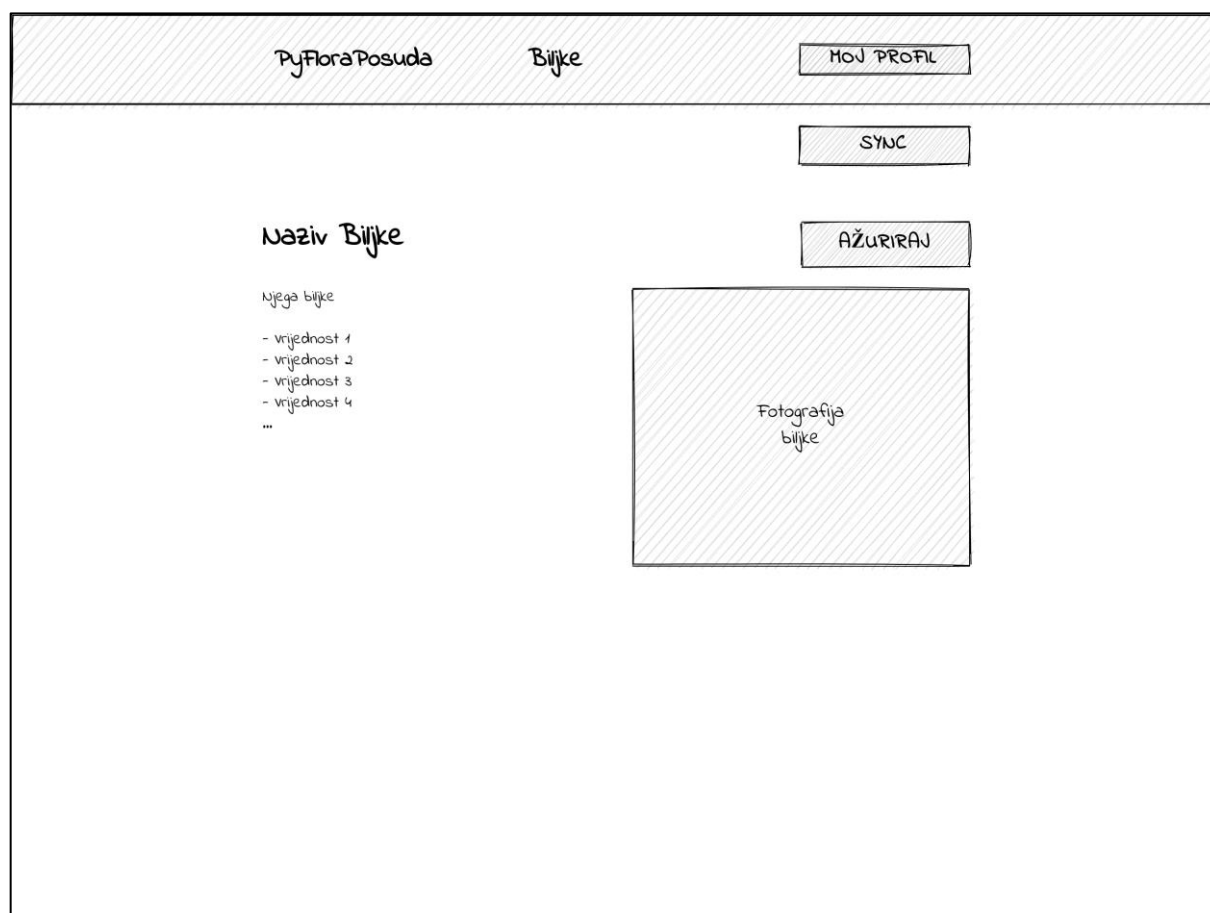 PyFloraPosuda
Biljke
MOJ PROFIL
SYNC
Naziv Biljke
AŽURIRAJ
Njega biljke
- vrijednost 1
- vrijednost 2
- vrijednost 3
- vrijednost 4
...
Fotografija
biljke